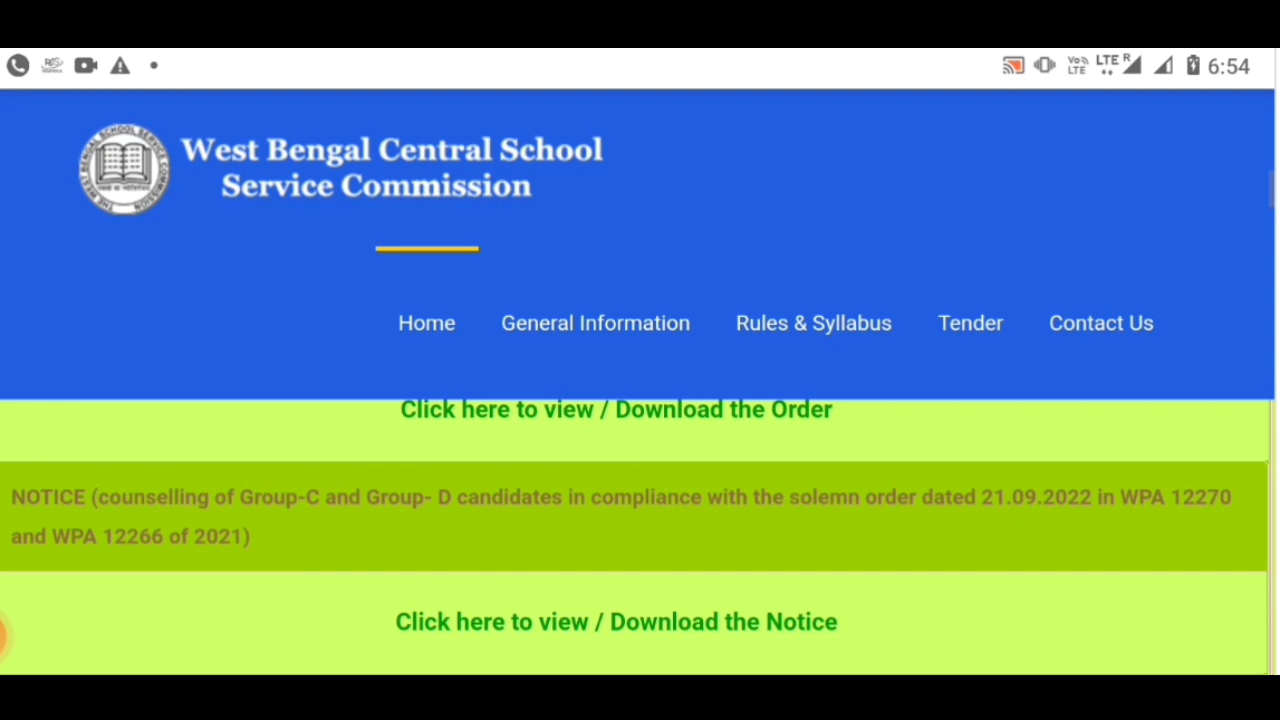 6:54
West Bengal Central School
Service Commission
Home General Information Rules & Syllabus Tender Contact Us
Click here to view / Download the Order
NOTICE (counselling of Group-C and Group- D candidates in compliance with the solemn order dated 21.09.2022 in WPA 12270
and WPA 12266 of 2021)
Click here to view / Download the Notice